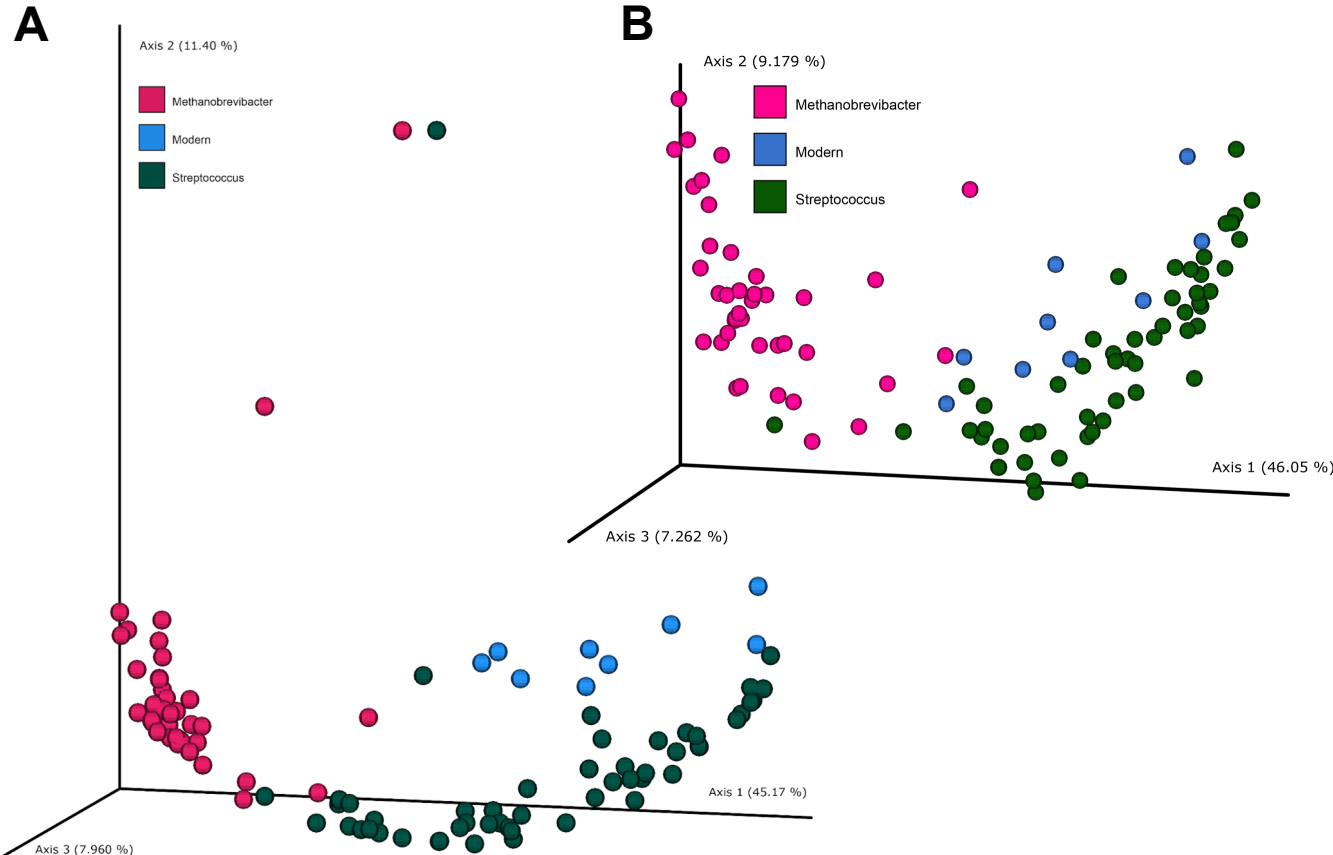 A
Axis 2 (11.40 %)
Methanobrevibacter
Modern
Streptococcus
Axis 1 (45.17 %)
Axis 3 (7.960 %)
B
Axis 2 (9.179 %)
Methanobrevibacter
Modern
Streptococcus
Axis 1 (46.05 %)
Axis 3 (7.262 %)